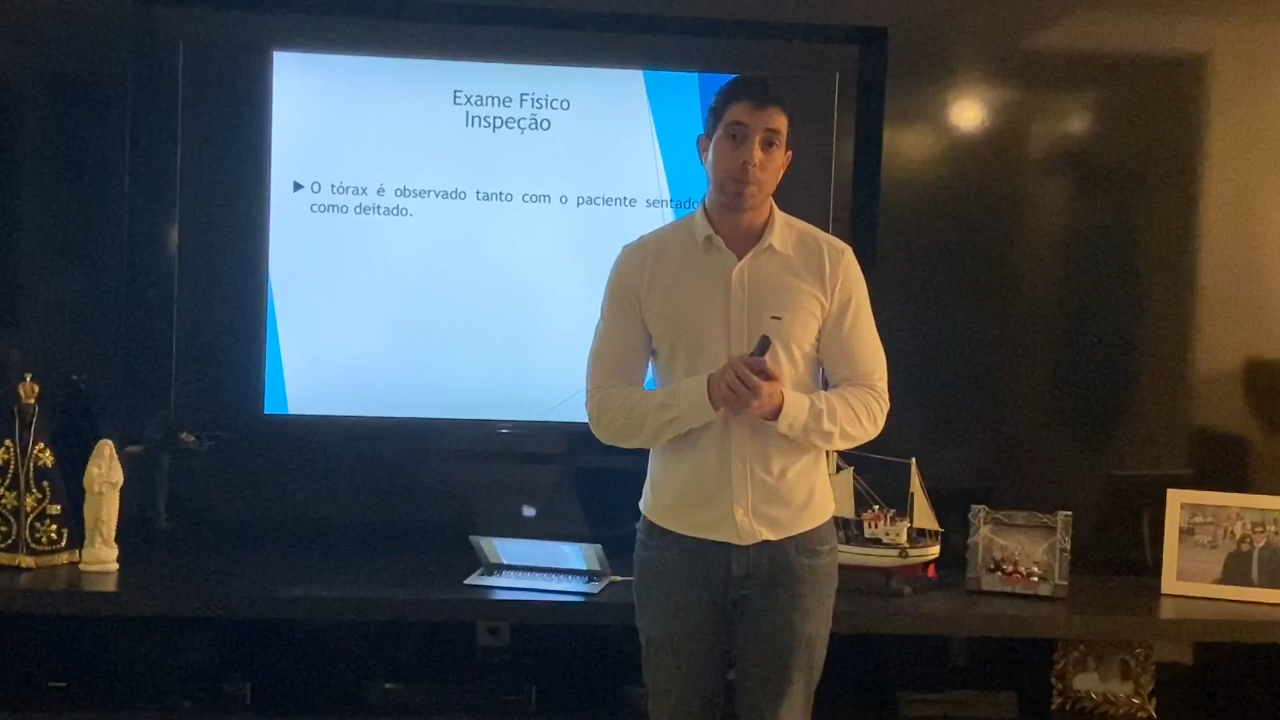 Exame Físico
Inspeção
O tórax é observado tanto com o paciente sentado
como deitado.